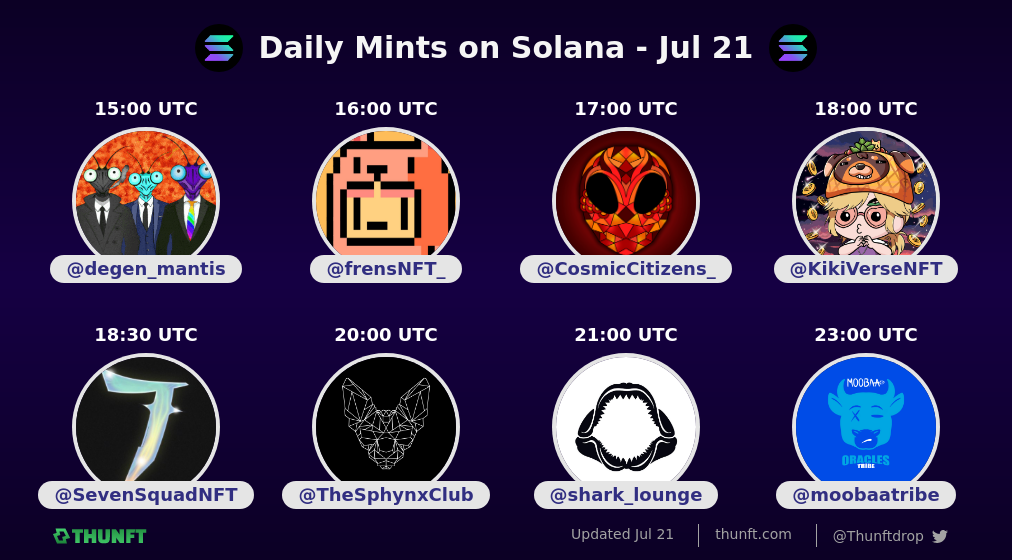 Daily Mints on Solana - Jul 21
15:00 UTC
16:00 UTC
17:00 UTC
18:00 UTC
@degen_mantis
@frensNFT_
@CosmicCitizens_
@KikiVerseNFT
18:30 UTC
20:00 UTC
21:00 UTC
23:00 UTC
MOOBAA
ORACLES
TRIBE
@SevenSquadNFT
@TheSphynxClub
@shark_lounge
@moobaatribe
THUNFT
Updated Jul 21
thunft.com
@Thunftdrop